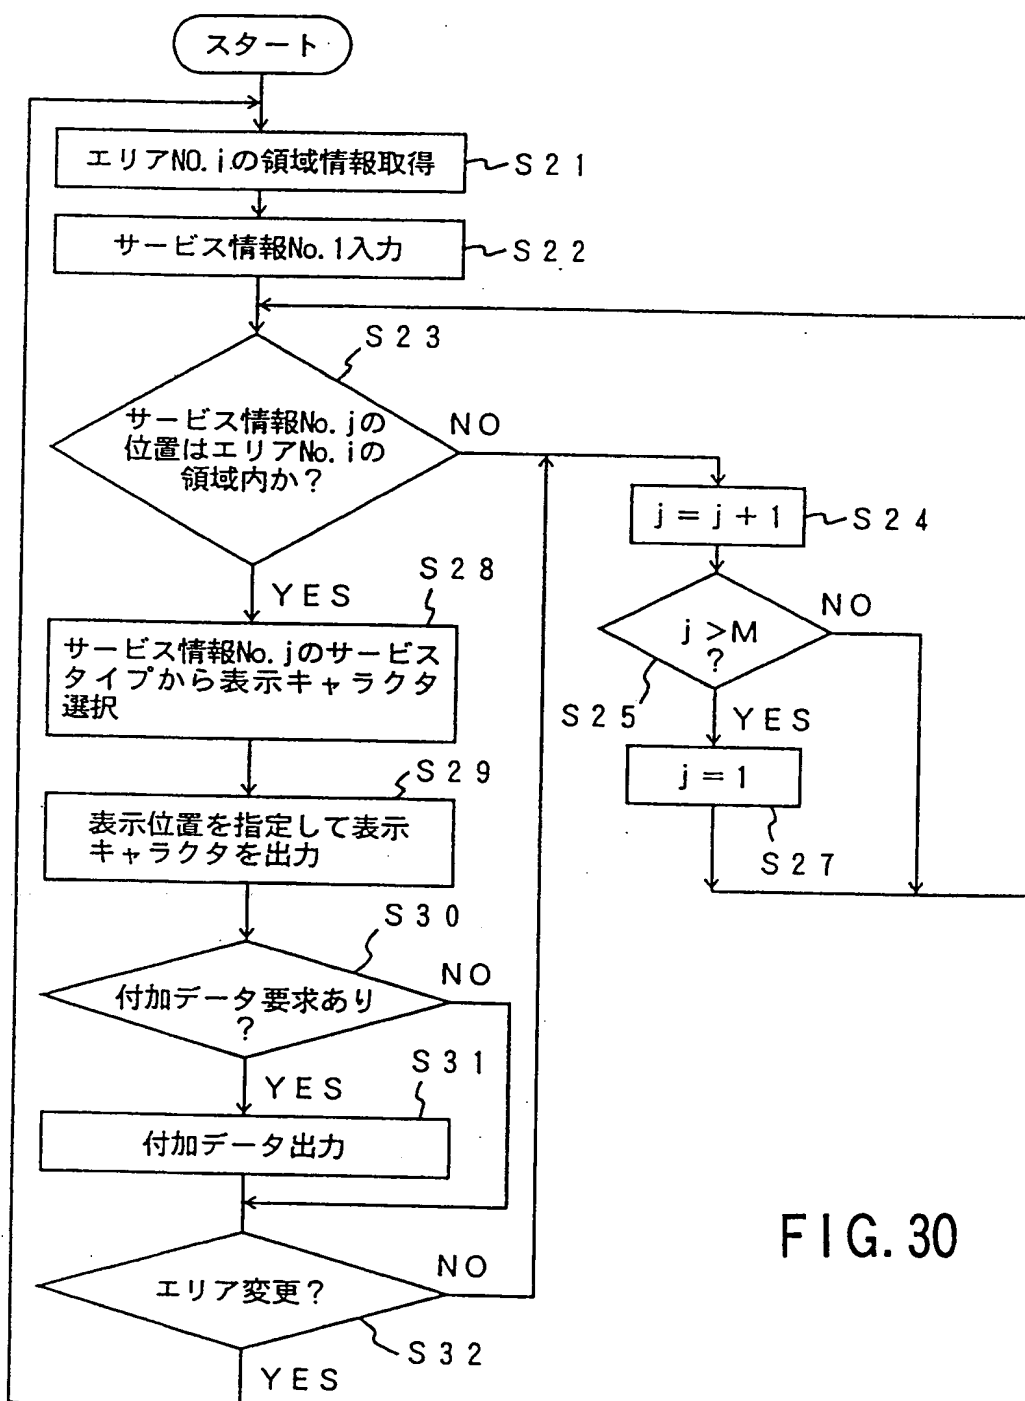 スタート
エリアNO.iの領域情報取得
S21
サービス情報No.1入力
S22
S23
サービス情報No.jの
位置はエリアNo.iの
領域内か?
NO
YES
j=j+1
S24
j>M
?
NO
S25
YES
j=1
S27
S28
サービス情報No.jのサービス
タイプから表示キャラクタ
選択
S29
表示位置を指定して表示
キャラクタを出力
S30
付加データ要求あり
?
NO
YES
S31
付加データ出力
エリア変更?
NO
S32
YES
FIG.30